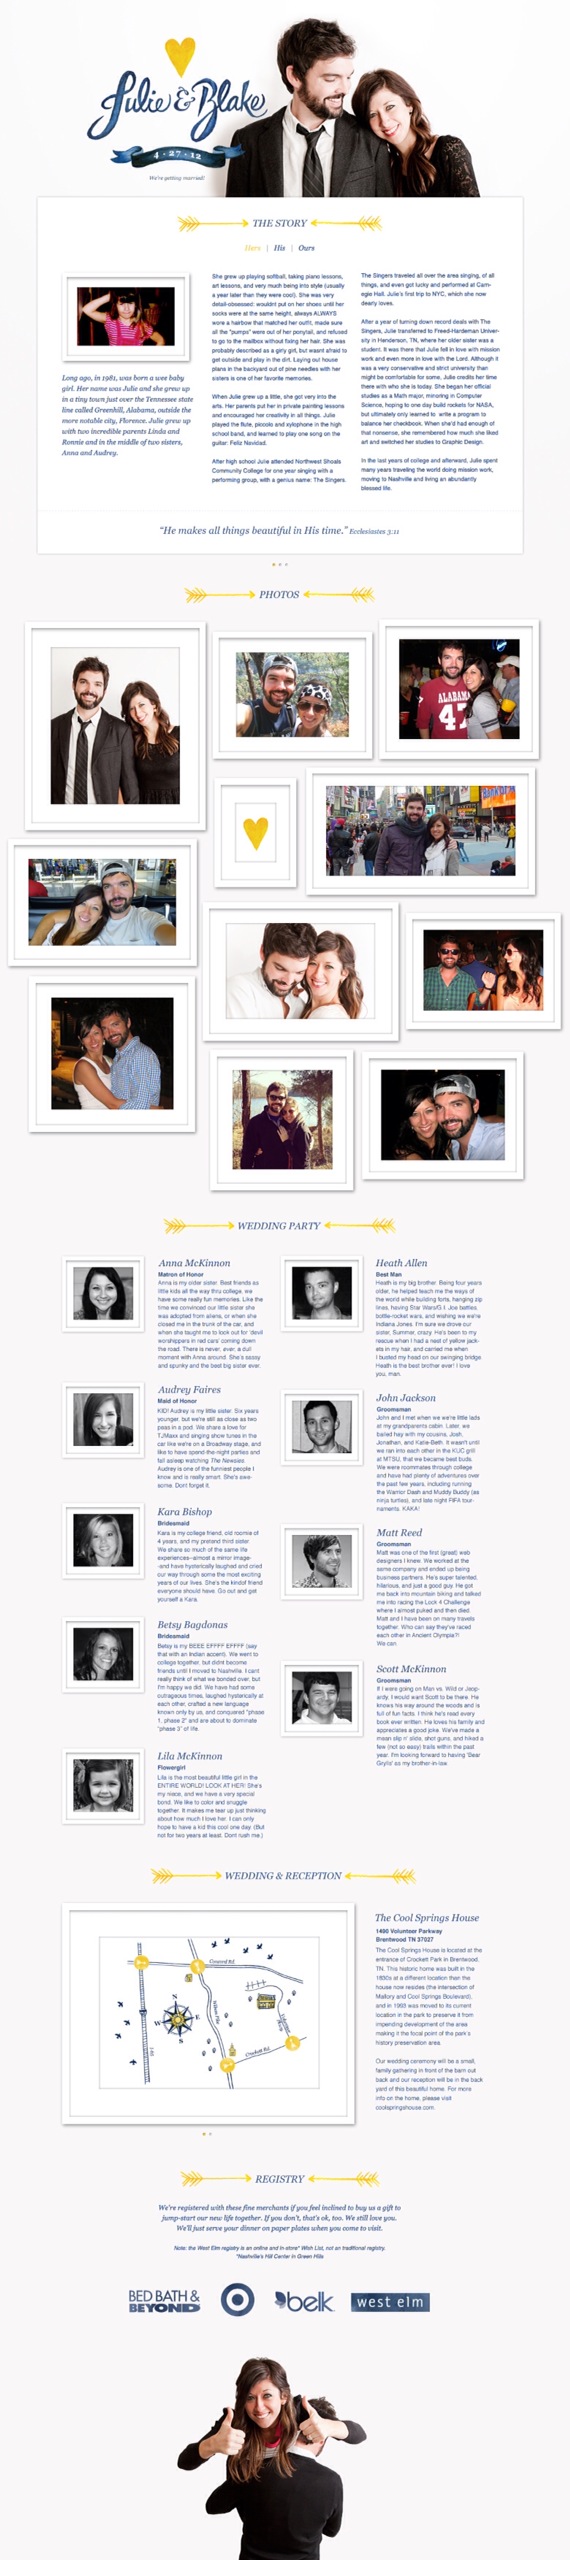 Julie & Blake
4 · 27 · 12
We're getting married!
THE STORY
Hers | His | Ours
Long ago, in 1981, was born a wee baby
girl. Her name was Julie and she grew up
in a tiny town just over the Tennessee state
line called Greenhill, Alabama, outside the
more notable city, Florence. Julie grew up
with two incredible parents Linda and
Ronnie and in the middle of two sisters,
Anna and Audrey.
She grew up playing softball, taking piano lessons,
art lessons, and very much being into style (usually
a year later than they were cool). She was very
detail-obsessed: wouldnt put on her shoes until her
socks were at the same height, always ALWAYS
wore a hairbow that matched her outfit, made sure
all the "pumps" were out of her ponytail, and refused
to go to the mailbox without fixing her hair. She was
probably described as a girly girl, but wasnt afraid to
get outside and play in the dirt. Laying out house
plans in the backyard out of pine needles with her
sisters is one of her favorite memories.
When Julie grew up a little, she got very into the
arts. Her parents put her in private painting lessons
and encouraged her creativity in all things. Julie
played the flute, piccolo and xylophone in the high
school band, and learned to play one song on the
guitar: Feliz Navidad.
After high school Julie attended Northwest Shoals
Community College for one year singing with a
performing group, with a genius name: The Singers.
The Singers traveled all over the area singing, of all
things, and even got lucky and performed at Carn-
egie Hall. Julie's first trip to NYC, which she now
dearly loves.
After a year of turning down record deals with The
Singers, Julie transferred to Freed-Hardeman Univer-
sity in Henderson, TN, where her older sister was a
student. It was there that Julie fell in love with mission
work and even more in love with the Lord. Although it
was a very conservative and strict university than
might be comfortable for some, Julie credits her time
there with who she is today. She began her official
studies as a Math major, minoring in Computer
Science, hoping to one day build rockets for NASA,
but ultimately only learned to write a program to
balance her checkbook. When she'd had enough of
that nonsense, she remembered how much she liked
art and switched her studies to Graphic Design.
In the last years of college and afterward, Julie spent
many years traveling the world doing mission work,
moving to Nashville and living an abundantly
blessed life.
"He makes all things beautiful in His time." Ecclesiastes 3:11
PHOTOS
ALABAMA
WEDDING PARTY
Anna McKinnon
Matron of Honor
Anna is my older sister. Best friends as
little kids all the way thru college, we
have some really fun memories. Like the
time we convinced our little sister she
was adopted from aliens, or when she
closed me in the trunk of the car, and
when she taught me to look out for 'devil
worshippers in red cars' coming down
the road. There is never, ever, a dull
moment with Anna around. She's sassy
and spunky and the best big sister ever.
Audrey Faires
Maid of Honor
KID! Audrey is my little sister. Six years
younger, but we're still as close as two
peas in a pod. We share a love for
TJMaxx and singing show tunes in the
car like we're on a Broadway stage, and
like to have spend-the-night parties and
fall asleep watching The Newsies.
Audrey is one of the funniest people I
know and is really smart. She's awe-
some. Dont forget it.
Kara Bishop
Bridesmaid
Kara is my college friend, old roomie of
4 years, and my pretend third sister.
We share so much of the same life
experiences--almost a mirror image-
-and have hysterically laughed and cried
our way through some the most exciting
years of our lives. She's the kindof friend
everyone should have. Go out and get
yourself a Kara.
Betsy Bagdonas
Bridesmaid
Betsy is my BEEE EFFFF EFFFF (say
that with an Indian accent). We went to
college together, but didnt become
friends until I moved to Nashville. I cant
really think of what we bonded over, but
I'm happy we did. We have had some
outrageous times, laughed hysterically at
each other, crafted a new language
known only by us, and conquered "phase
1, phase 2" and are about to dominate
"phase 3" of life.
Lila McKinnon
Flowergirl
Lila is the most beautiful little girl in the
ENTIRE WORLD! LOOK AT HER! She's
my niece, and we have a very special
bond. We like to color and snuggle
together. It makes me tear up just thinking
about how much I love her. I can only
hope to have a kid this cool one day. (But
not for two years at least. Dont rush me.)
Heath Allen
Best Man
Heath is my big brother. Being four years
older, he helped teach me the ways of
the world while building forts, hanging zip
lines, having Star Wars/G.I. Joe battles,
bottle-rocket wars, and wishing we we're
Indiana Jones. I'm sure we drove our
sister, Summer, crazy. He's been to my
rescue when I had a nest of yellow jack-
ets in my hair, and carried me when
I busted my head on our swinging bridge.
Heath is the best brother ever! I love
you, man.
John Jackson
Groomsman
John and I met when we we're little lads
at my grandparents cabin. Later, we
bailed hay with my cousins, Josh,
Jonathan, and Katie-Beth. It wasn't until
we ran into each other in the KUC grill
at MTSU, that we became best buds.
We were roommates through college
and have had plenty of adventures over
the past few years, including running
the Warrior Dash and Muddy Buddy (as
ninja turtles), and late night FIFA tour-
naments. KAKA!
Matt Reed
Groomsman
Matt was one of the first (great) web
designers I knew. We worked at the
same company and ended up being
business partners. He's super talented,
hilarious, and just a good guy. He got
me back into mountain biking and talked
me into racing the Lock 4 Challenge
where I almost puked and then died.
Matt and I have been on many travels
together. Who can say they've raced
each other in Ancient Olympia?!
We can.
Scott McKinnon
Groomsman
If I were going on Man vs. Wild or Jeop-
ardy, I would want Scott to be there. He
knows his way around the woods and is
full of fun facts. I think he's read every
book ever written. He loves his family and
appreciates a good joke. We've made a
mean slip n' slide, shot guns, and hiked a
few (not so easy) trails within the past
year. I'm looking forward to having 'Bear
Grylls' as my brother-in-law.
WEDDING & RECEPTION
Concord Rd.
Wilson Pike
I-65
N
W
E
S
Crockett Rd.
The Cool Springs House
1490 Volunteer Parkway
Brentwood TN 37027
The Cool Springs House is located at the
entrance of Crockett Park in Brentwood,
TN. This historic home was built in the
1830s at a different location than the
house now resides (the intersection of
Mallory and Cool Springs Boulevard),
and in 1993 was moved to its current
location in the park to preserve it from
impending development of the area
making it the focal point of the park's
history preservation area.
Our wedding ceremony will be a small,
family gathering in front of the barn out
back and our reception will be in the back
yard of this beautiful home. For more
info on the home, please visit
coolspringshouse.com.
REGISTRY
We're registered with these fine merchants if you feel inclined to buy us a gift to
jump-start our new life together. If you don't, that's ok, too. We still love you.
We'll just serve your dinner on paper plates when you come to visit.
Note: the West Elm registry is an online and in-store* Wish List, not an traditional registry.
*Nashville's Hill Center in Green Hills
BED BATH &
BEYOND
belk
west elm